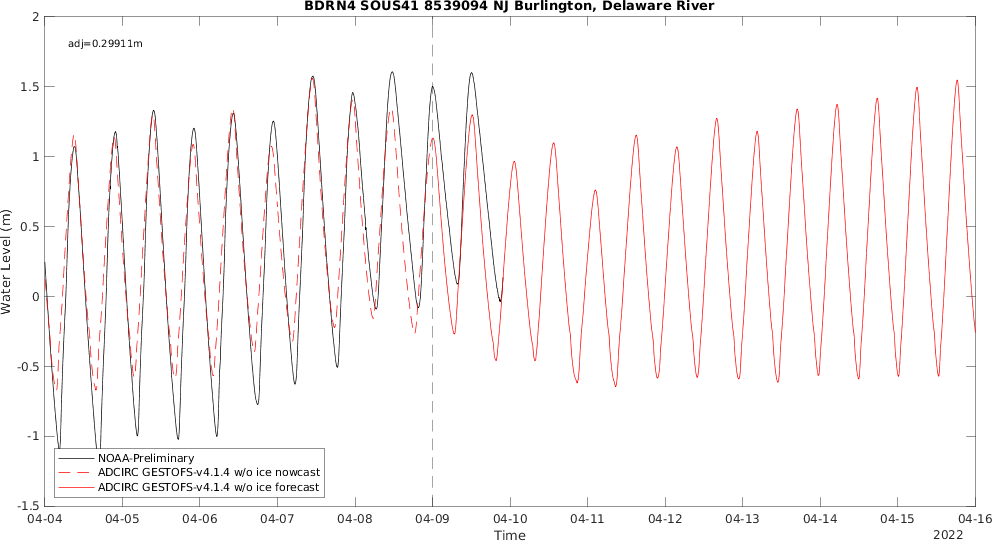 BDRN4 SOUS41 8539094 NJ Burlington, Delaware River
adj=0.29911m
2
1.5
1
0.5
0
-0.5
-1
-1.5
Water Level (m)
NOAA-Preliminary
ADCIRC GESTOFS-v4.1.4 w/o ice nowcast
ADCIRC GESTOFS-v4.1.4 w/o ice forecast
04-04 04-05 04-06 04-07 04-08 04-09 04-10 04-11 04-12 04-13 04-14 04-15 04-16
Time
2022